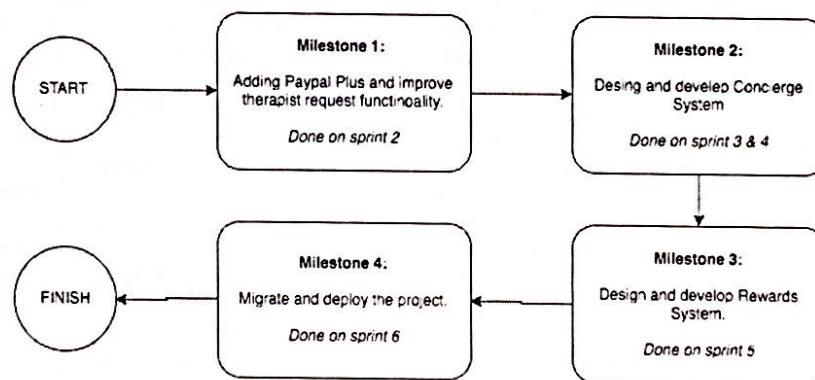 START
Milestone 1:
Adding Paypal Plus and improve
therapist request functinoality.
Done on sprint 2
Milestone 2:
Desing and develop Concierge
System
Done on sprint 3 & 4
Milestone 3:
Design and develop Rewards
System.
Done on sprint 5
Milestone 4:
Migrate and deploy the project.
Done on sprint 6
FINISH